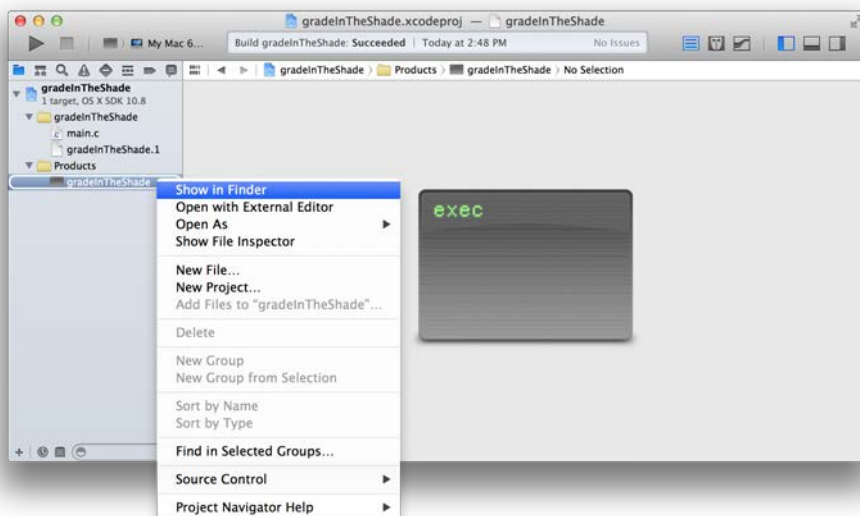 gradeInTheShade.xcodeproj — gradeInTheShade
My Mac 6...
Build gradeInTheShade: Succeeded | Today at 2:48 PM
No Issues
gradeInTheShade
1 target, OS X SDK 10.8
gradeInTheShade
main.c
gradeInTheShade.1
Products
gradeInTheShade
gradeInTheShade Products gradeInTheShade No Selection
Show in Finder
Open with External Editor
Open As
Show File Inspector
New File...
New Project...
Add Files to "gradeInTheShade"...
Delete
New Group
New Group from Selection
Sort by Name
Sort by Type
Find in Selected Groups...
Source Control
Project Navigator Help
exec